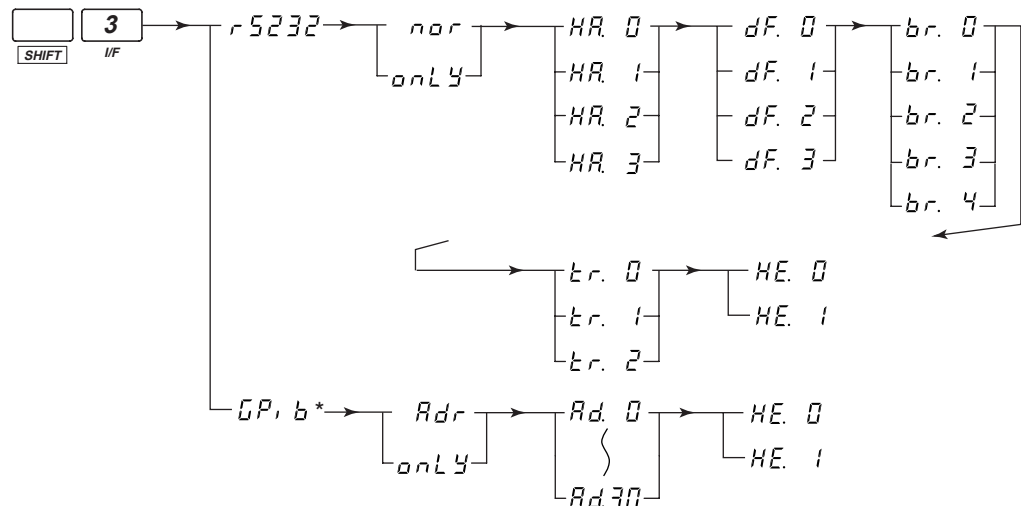 3 r5232 nor HA. 0 dF. 0 br. 0
SHIFT I/F onLY HA. 1 dF. 1 br. 1
HA. 2 dF. 2 br. 2
HA. 3 dF. 3 br. 3
br. 4
tr. 0 HE. 0
tr. 1 HE. 1
tr. 2
GPib* Adr Ad. 0 HE. 0
onLY HE. 1
Ad.30